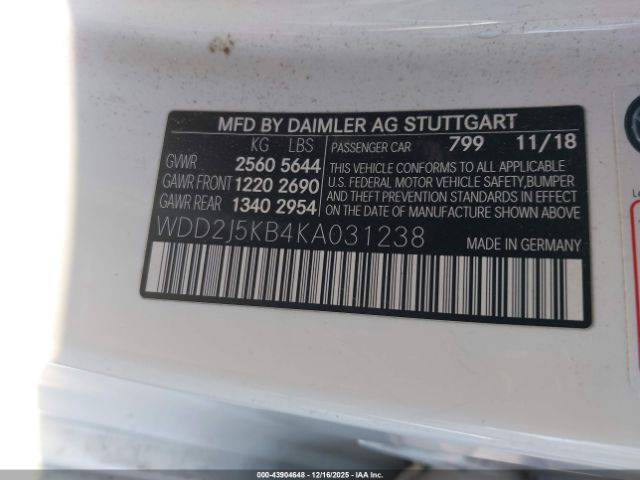 MFD BY DAIMLER AG STUTTGART
KG LBS
GVWR 2560 5644
GAWR FRONT 1220 2690
GAWR REAR 1340 2954
PASSENGER CAR 799 11/18
THIS VEHICLE CONFORMS TO ALL APPLICABLE
U.S. FEDERAL MOTOR VEHICLE SAFETY,BUMPER
AND THEFT PREVENTION STANDARDS IN EFFECT
ON THE DATE OF MANUFACTURE SHOWN ABOVE
WDD2J5KB4KA031238 MADE IN GERMANY
000-43904648 - 12/16/2025 - IAA Inc. Owner